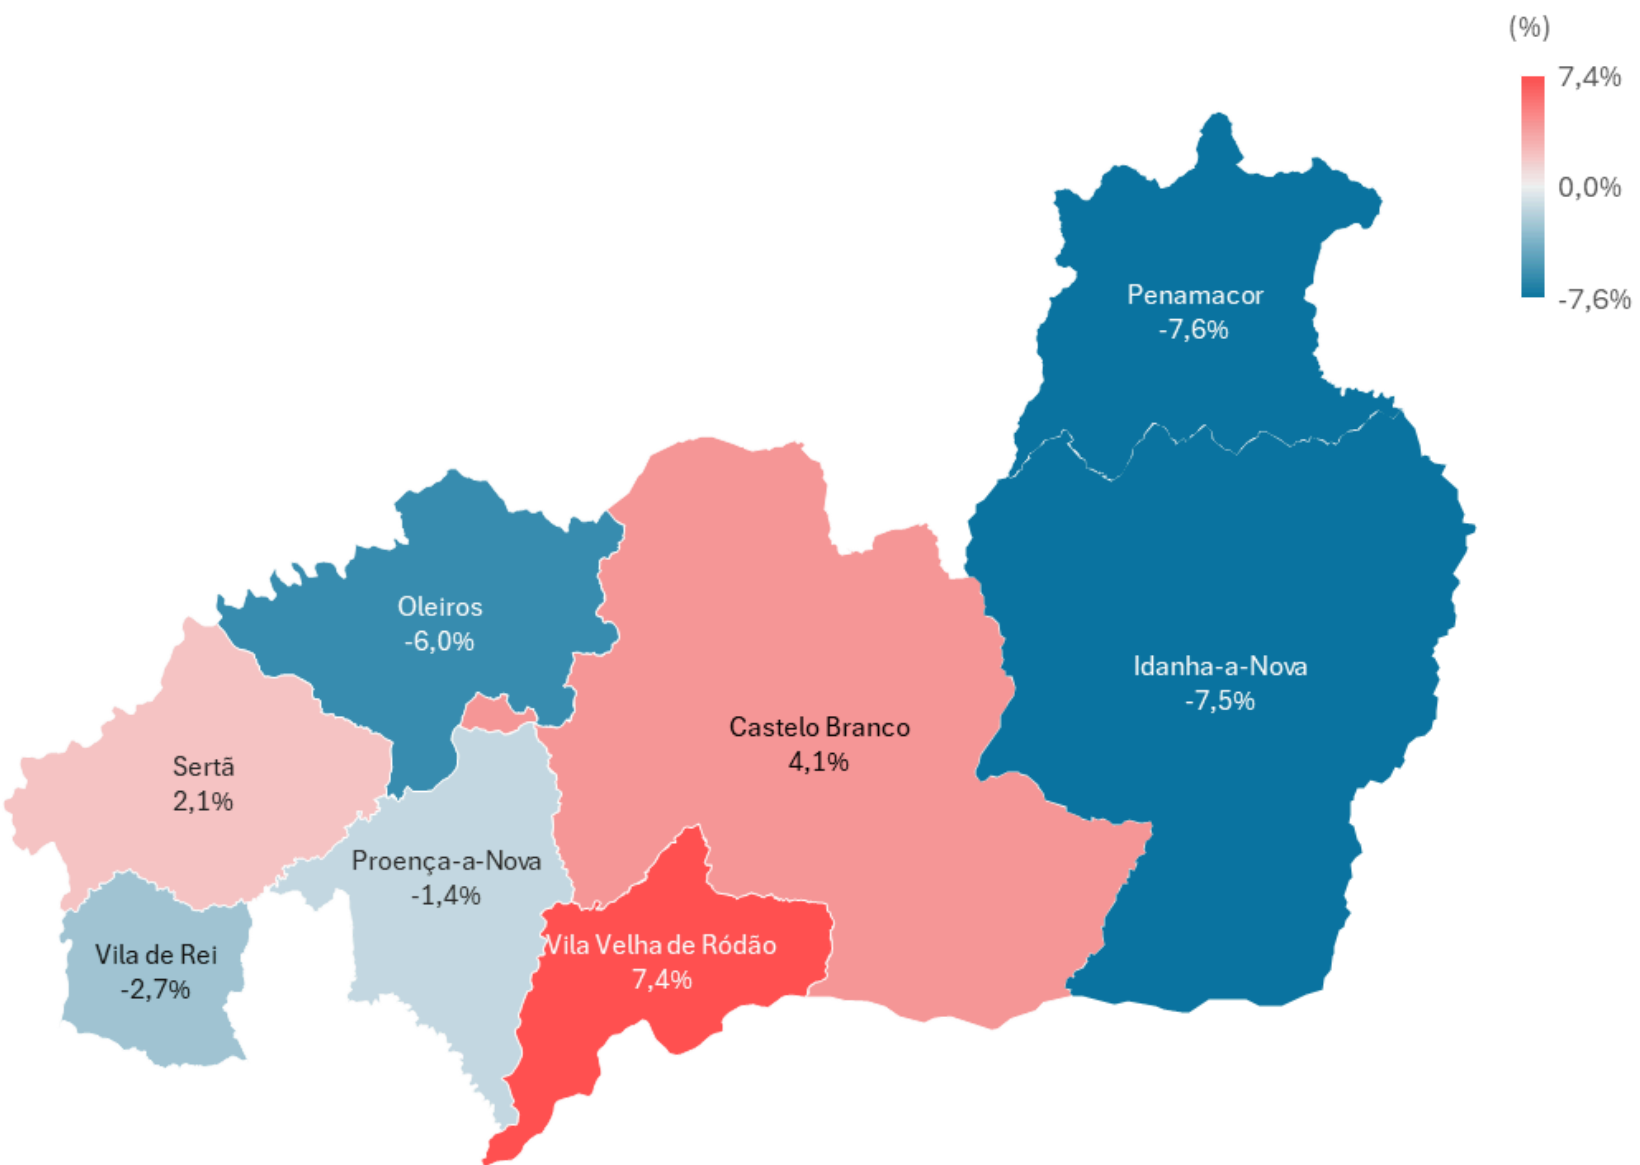 (%)
7,4%
0,0%
-7,6%
Penamacor
-7,6%
Oleiros
-6,0%
Idanha-a-Nova
-7,5%
Castelo Branco
4,1%
Sertã
2,1%
Proença-a-Nova
-1,4%
Vila de Rei
-2,7%
Vila Velha de Ródão
7,4%